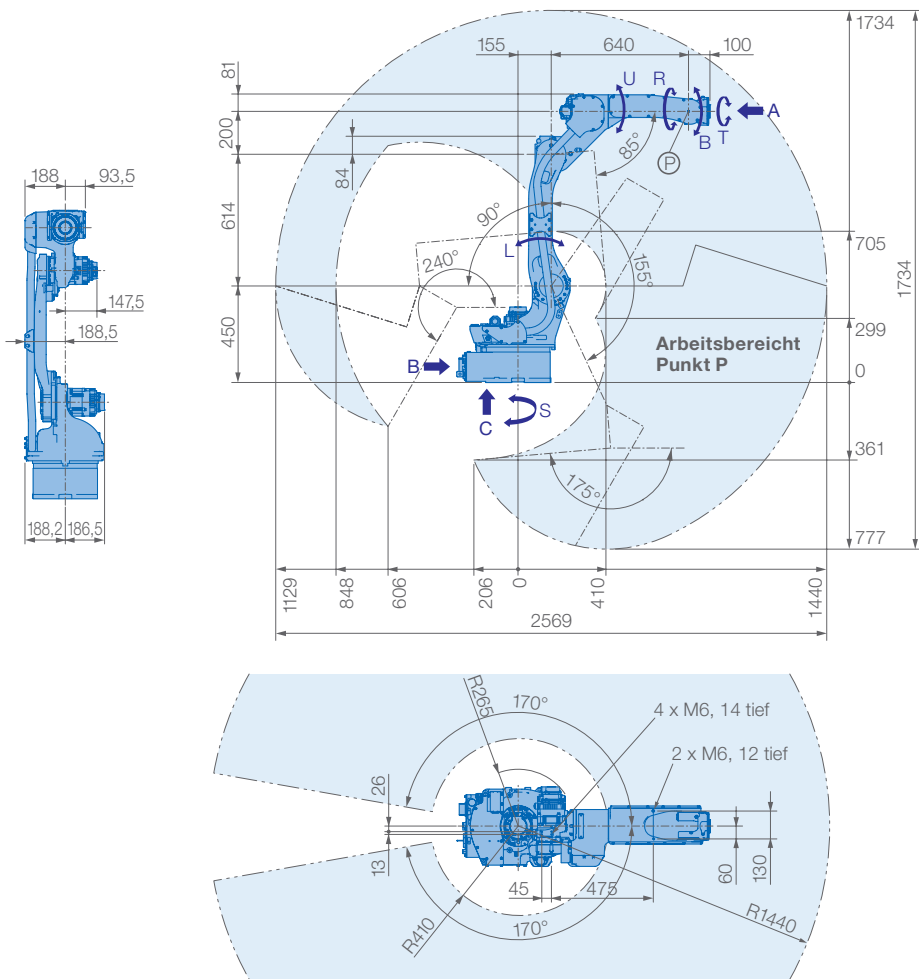 1734
155
640
100
81
U
R
A
B
T
P
200
85°
188
93,5
84
90°
614
L
705
1734
240°
155°
147,5
188,5
450
299
Arbeitsbereicht
Punkt P
B
0
C
S
361
175°
188,2
186,5
777
1129
848
606
206
0
410
1440
2569
R265
170°
4 x M6, 14 tief
2 x M6, 12 tief
26
13
45
475
60
130
R410
170°
R1440